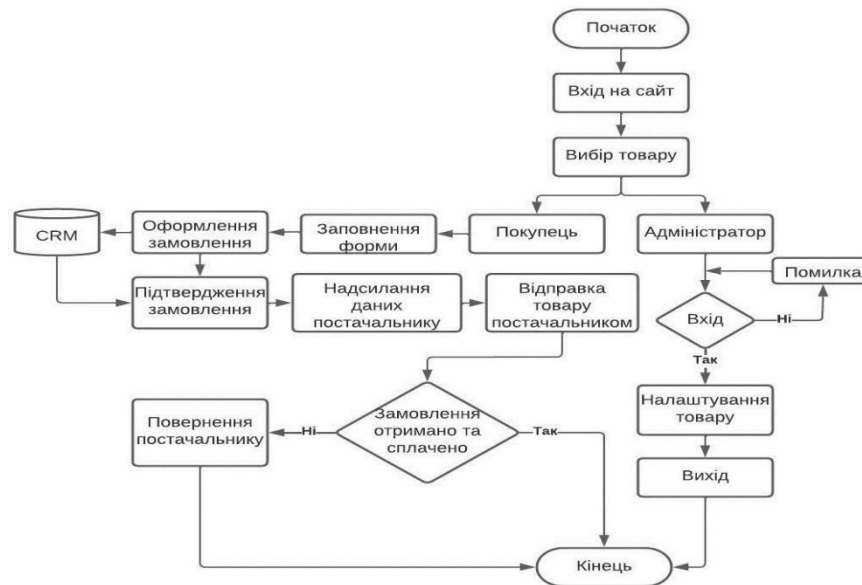 Початок
Вхід на сайт
Вибір товару
CRM
Оформлення
замовлення
Заповнення
форми
Покупець
Адміністратор
Помилка
Підтвердження
замовлення
Надсилання
даних
постачальнику
Відправка
товару
постачальником
Вхід
Ні
Так
Повернення
постачальнику
Ні
Замовлення
отримано та
сплачено
Так
Налаштування
товару
Вихід
Кінець